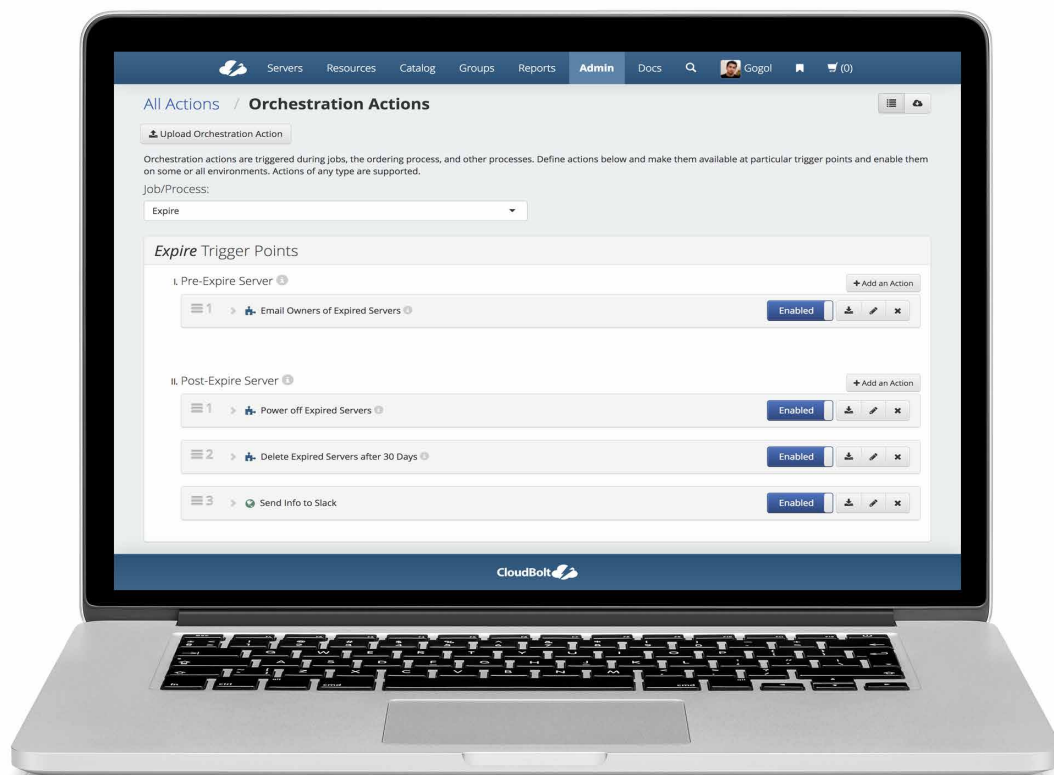 Servers Resources Catalog Groups Reports Admin Docs Gogol (0)
All Actions / Orchestration Actions
Upload Orchestration Action
Orchestration actions are triggered during jobs, the ordering process, and other processes. Define actions below and make them available at particular trigger points and enable them
on some or all environments. Actions of any type are supported.
Job/Process:
Expire
Expire Trigger Points
I. Pre-Expire Server
+ Add an Action
1 Email Owners of Expired Servers Enabled
II. Post-Expire Server
+ Add an Action
1 Power off Expired Servers Enabled
2 Delete Expired Servers after 30 Days Enabled
3 Send Info to Slack Enabled
CloudBolt